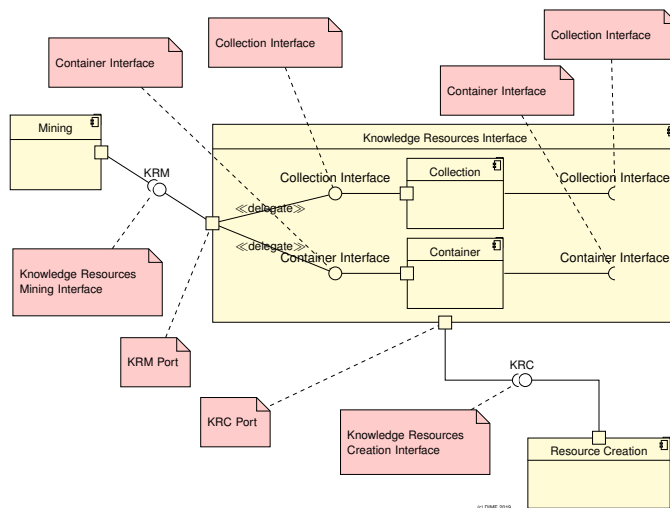 Collection Interface
Collection Interface
Container Interface
Container Interface
Mining
Knowledge Resources Interface
KRM
Collection Interface
Collection
Collection Interface
≪delegate≫
≪delegate≫
Container Interface
Container
Container Interface
Knowledge Resources
Mining Interface
KRM Port
KRC
KRC Port
Knowledge Resources
Creation Interface
Resource Creation
(c) DIMF 2019